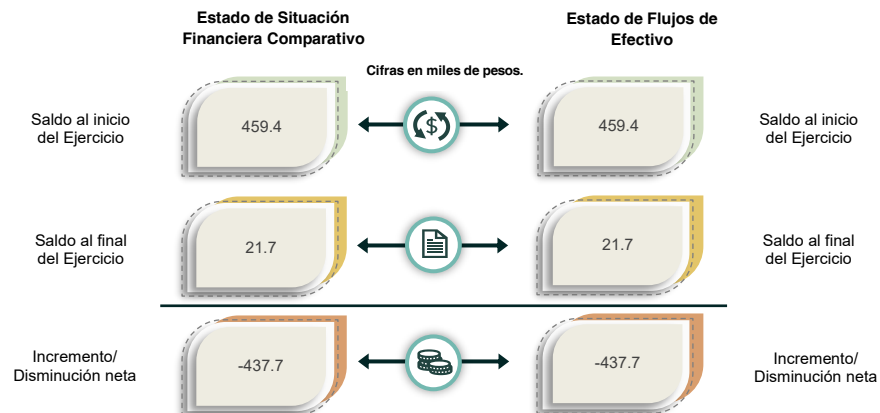 Estado de Situación
Financiera Comparativo
Estado de Flujos de
Efectivo
Cifras en miles de pesos.
Saldo al inicio
del Ejercicio
459.4
$
459.4
Saldo al inicio
del Ejercicio
Saldo al final
del Ejercicio
21.7
21.7
Saldo al final
del Ejercicio
Incremento/
Disminución neta
-437.7
-437.7
Incremento/
Disminución neta